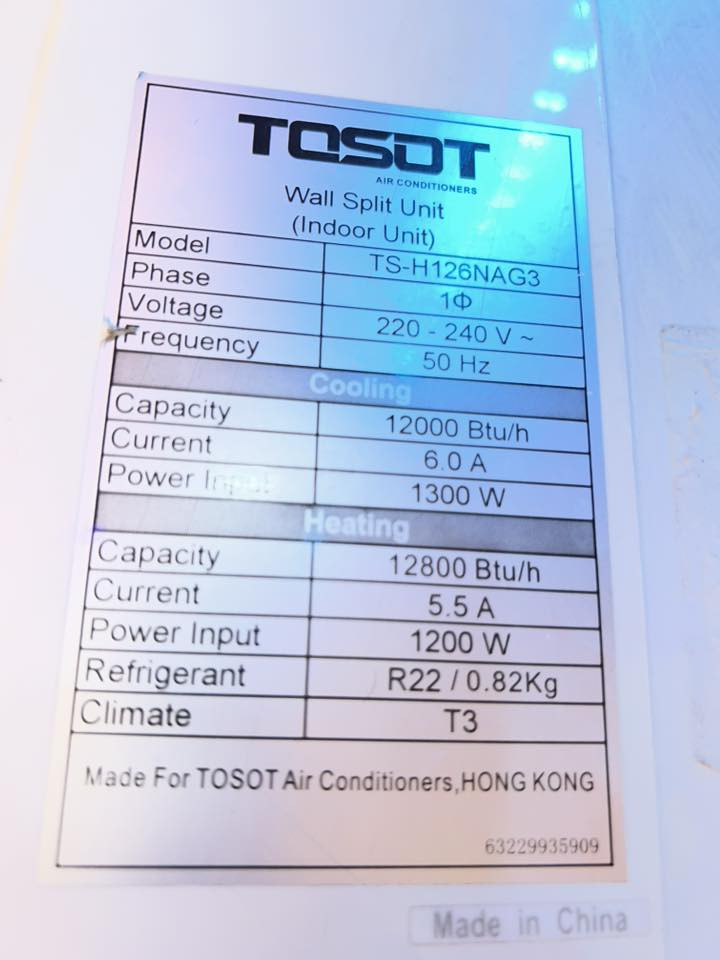 TOSOT
AIR CONDITIONERS
Wall Split Unit
(Indoor Unit)
Model TS-H126NAG3
Phase 1Φ
Voltage 220 - 240 V ~
Frequency 50 Hz
Cooling
Capacity 12000 Btu/h
Current 6.0 A
Power Input 1300 W
Heating
Capacity 12800 Btu/h
Current 5.5 A
Power Input 1200 W
Refrigerant R22 / 0.82Kg
Climate T3
Made For TOSOT Air Conditioners,HONG KONG
63229935909
Made in China